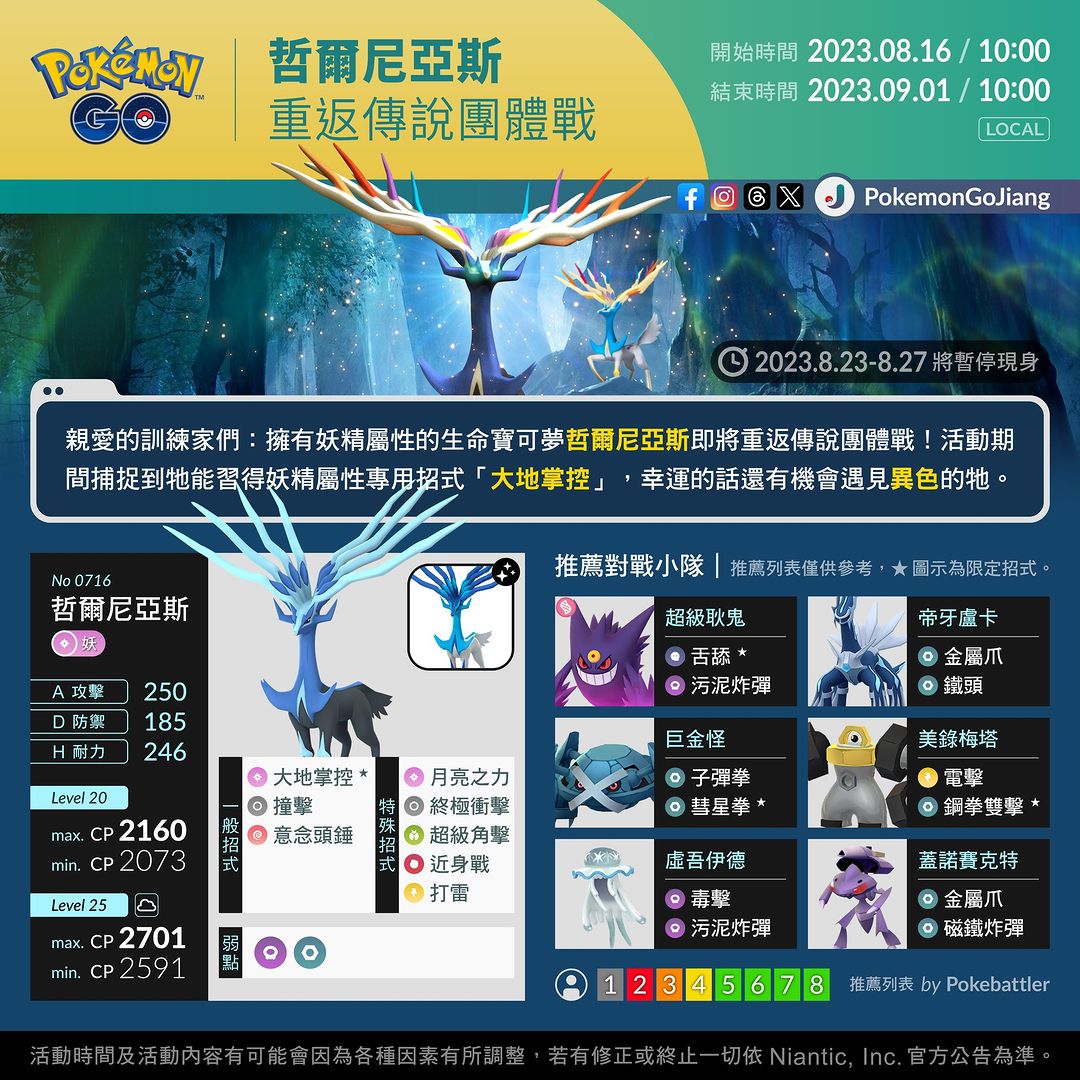 POKÉMON GO
哲爾尼亞斯
重返傳說團體戰
開始時間 2023.08.16 / 10:00
結束時間 2023.09.01 / 10:00
LOCAL
PokemonGoJiang
2023.8.23-8.27 將暫停現身
親愛的訓練家們：擁有妖精屬性的生命寶可夢哲爾尼亞斯即將重返傳說團體戰！活動期
間捕捉到牠能習得妖精屬性專用招式「大地掌控」，幸運的話還有機會遇見異色的牠。
No 0716
哲爾尼亞斯
妖
A 攻擊 250
D 防禦 185
H 耐力 246
Level 20
max. CP 2160
min. CP 2073
Level 25
max. CP 2701
min. CP 2591
一般招式
大地掌控 ★
撞擊
意念頭錘
特殊招式
月亮之力
終極衝擊
超級角擊
近身戰
打雷
弱點
推薦對戰小隊 | 推薦列表僅供參考，★ 圖示為限定招式。
超級耿鬼
舌舔 ★
污泥炸彈
帝牙盧卡
金屬爪
鐵頭
巨金怪
子彈拳
彗星拳 ★
美錄梅塔
電擊
鋼拳雙擊 ★
虛吾伊德
毒擊
污泥炸彈
蓋諾賽克特
金屬爪
磁鐵炸彈
1 2 3 4 5 6 7 8
推薦列表 by Pokebattler
活動時間及活動內容有可能會因為各種因素有所調整，若有修正或終止一切依 Niantic, Inc. 官方公告為準。